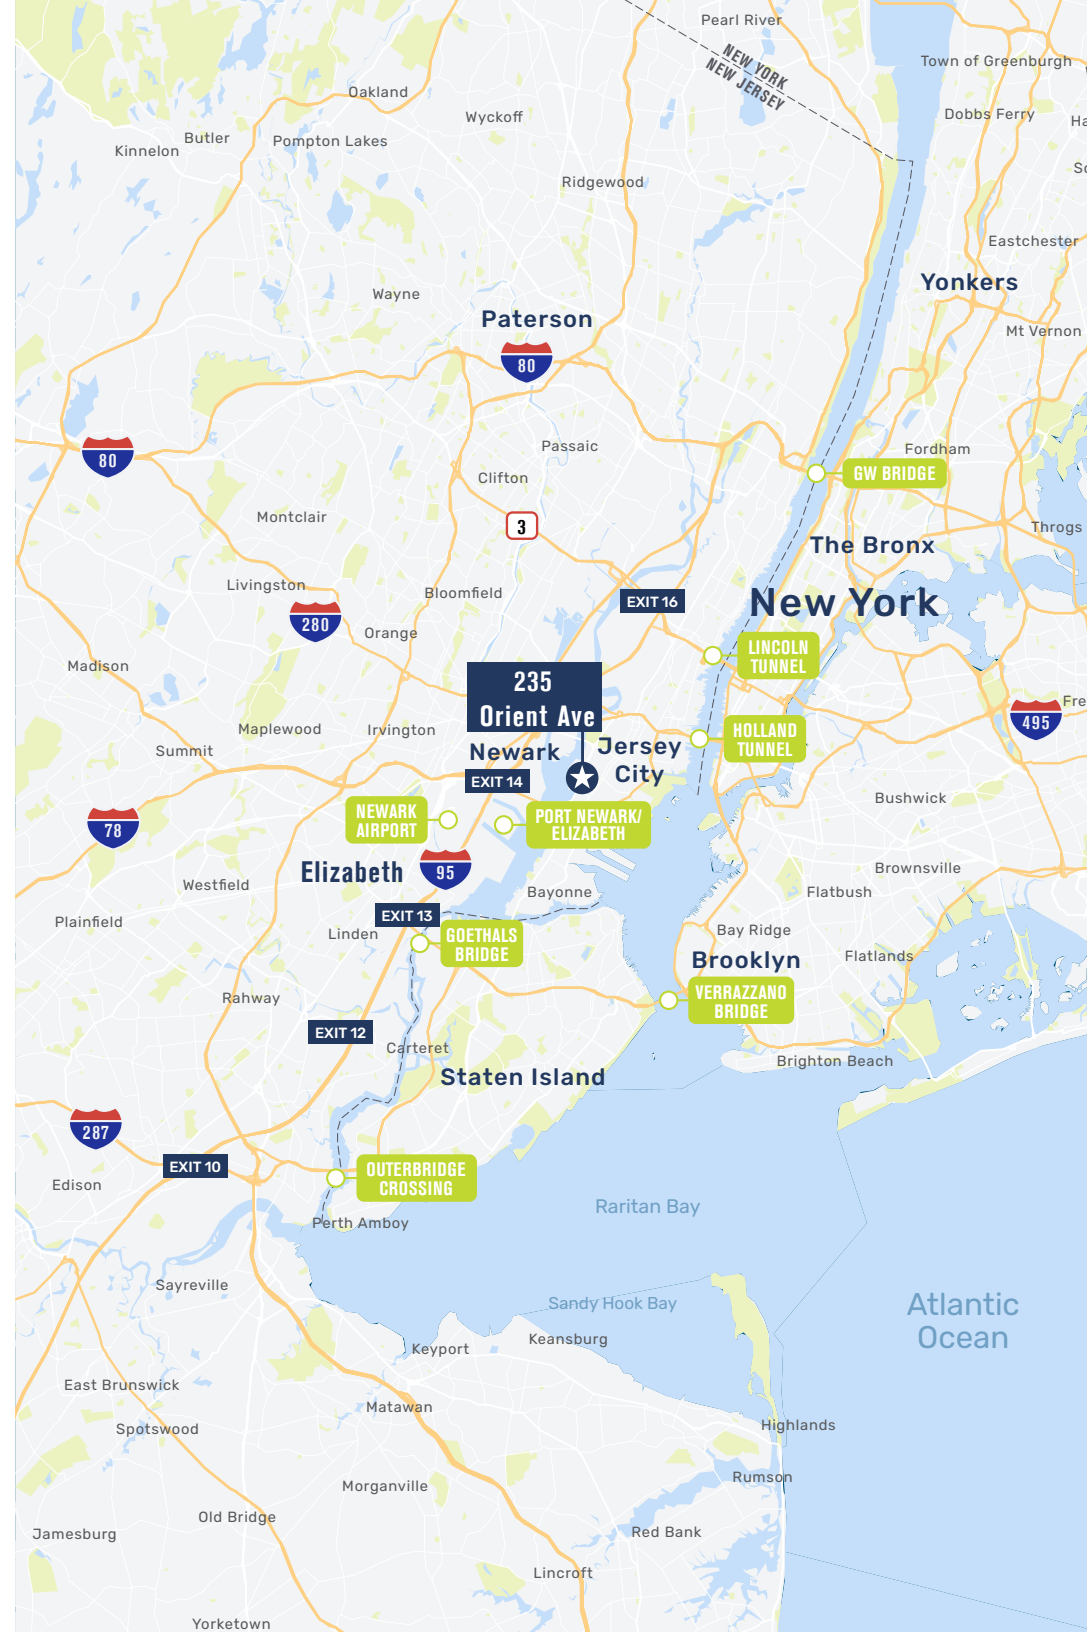 Pearl River
NEW YORK
NEW JERSEY
Town of Greenburgh
Oakland
Wyckoff
Dobbs Ferry
Ha
Butler
Pompton Lakes
Kinnelon
Sc
Ridgewood
Eastchester
Yonkers
Wayne
Paterson
Mt Vernon
80
Passaic
Fordham
80
GW BRIDGE
Clifton
Montclair
3
Throgs
The Bronx
Livingston
Bloomfield
EXIT 16
New York
280
Orange
LINCOLN
TUNNEL
Madison
235
Orient Ave
Fre
495
Maplewood
Irvington
HOLLAND
TUNNEL
Summit
Newark
Jersey
City
EXIT 14
Bushwick
NEWARK
AIRPORT
PORT NEWARK/
ELIZABETH
78
Elizabeth
95
Brownsville
Westfield
Bayonne
Flatbush
EXIT 13
Plainfield
Linden
GOETHALS
BRIDGE
Bay Ridge
Brooklyn
Flatlands
Rahway
VERRAZZANO
BRIDGE
EXIT 12
Carteret
Brighton Beach
Staten Island
287
EXIT 10
OUTERBRIDGE
CROSSING
Edison
Raritan Bay
Perth Amboy
Sayreville
Sandy Hook Bay
Atlantic
Ocean
Keansburg
Keyport
East Brunswick
Matawan
Spotswood
Highlands
Rumson
Morganville
Old Bridge
Jamesburg
Red Bank
Lincroft
Yorketown